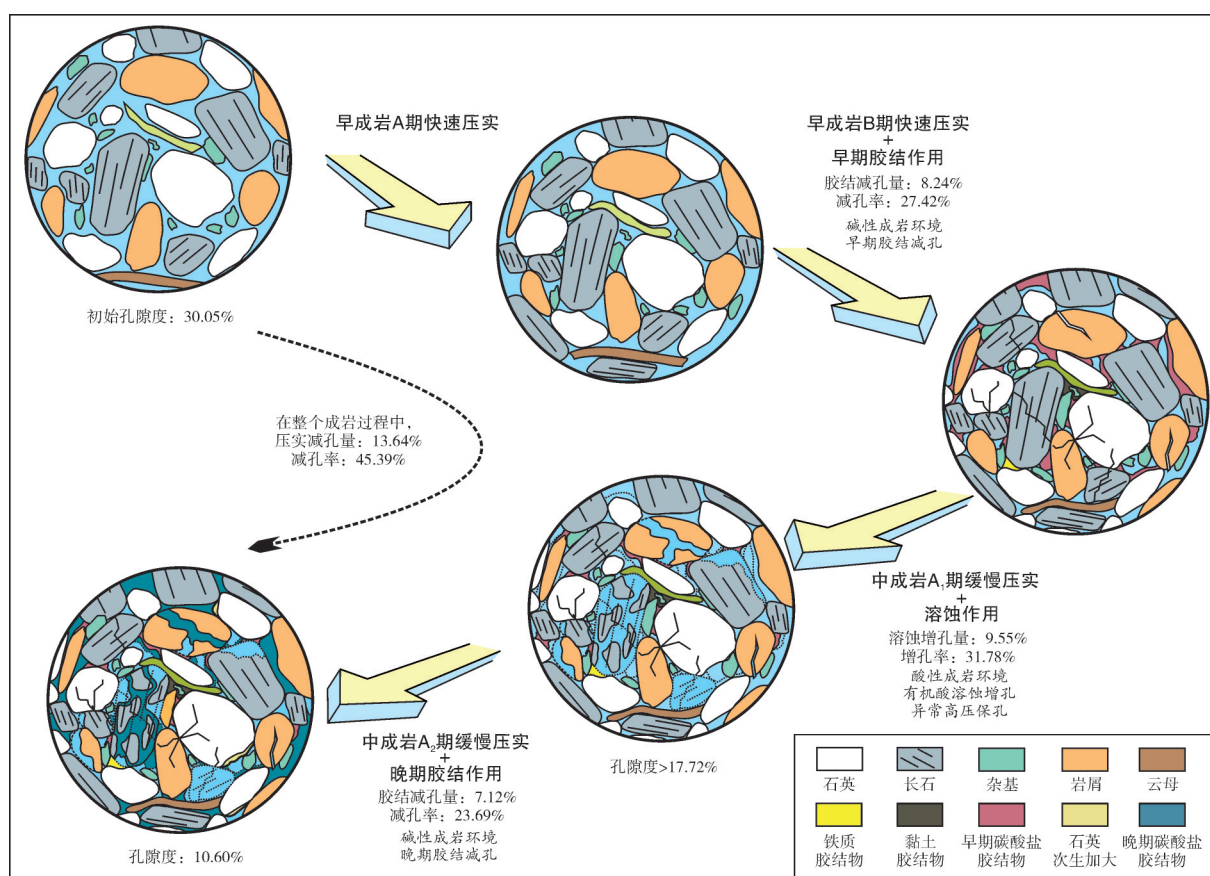 早成岩A期快速压实
早成岩B期快速压实
+
早期胶结作用
胶结减孔量：8.24%
减孔率：27.42%
碱性成岩环境
早期胶结减孔
初始孔隙度：30.05%
在整个成岩过程中，
压实减孔量：13.64%
减孔率：45.39%
中成岩A₁期缓慢压实
+
溶蚀作用
溶蚀增孔量：9.55%
增孔率：31.78%
酸性成岩环境
有机酸溶蚀增孔
异常高压保孔
孔隙度>17.72%
中成岩A₂期缓慢压实
+
晚期胶结作用
胶结减孔量：7.12%
减孔率：23.69%
碱性成岩环境
晚期胶结减孔
孔隙度：10.60%
石英 长石 杂基 岩屑 云母
铁质 黏土 早期碳酸盐 石英 晚期碳酸盐
胶结物 胶结物 胶结物 次生加大 胶结物